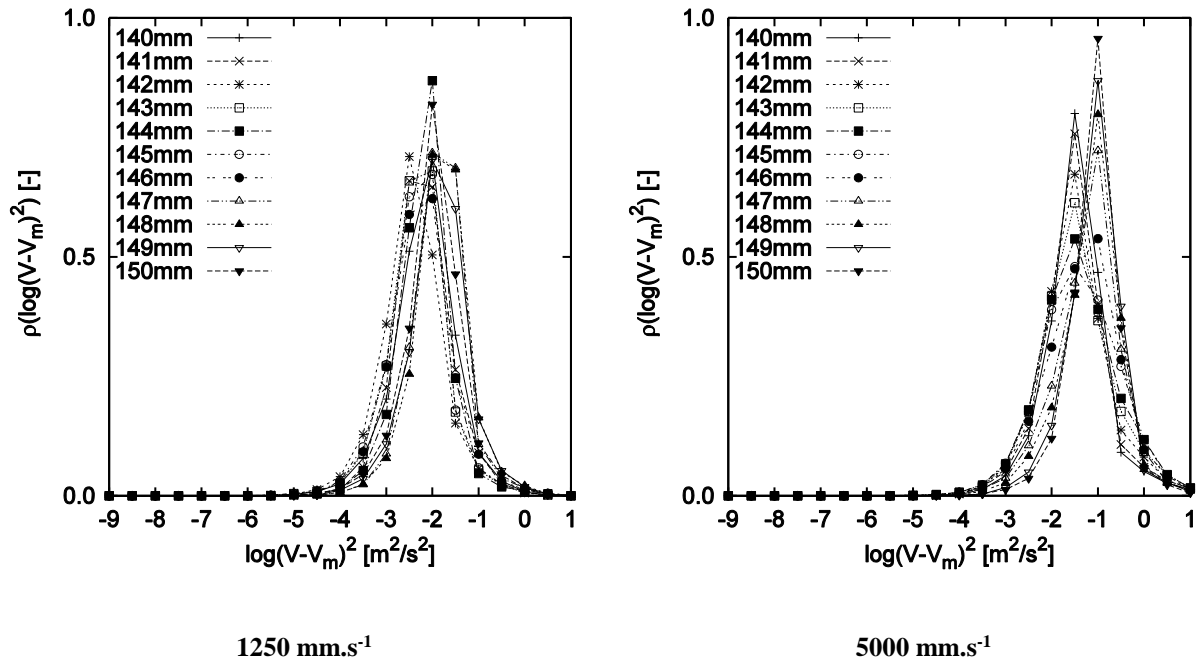 1.0
140mm
141mm
142mm
143mm
144mm
145mm
146mm
147mm
148mm
149mm
150mm
0.5
0.0
ρ(log(V-Vm)2) [-]
-9 -8 -7 -6 -5 -4 -3 -2 -1 0 1
log(V-Vm)2 [m2/s2]
1250 mm.s-1
1.0
140mm
141mm
142mm
143mm
144mm
145mm
146mm
147mm
148mm
149mm
150mm
0.5
0.0
ρ(log(V-Vm)2) [-]
-9 -8 -7 -6 -5 -4 -3 -2 -1 0 1
log(V-Vm)2 [m2/s2]
5000 mm.s-1